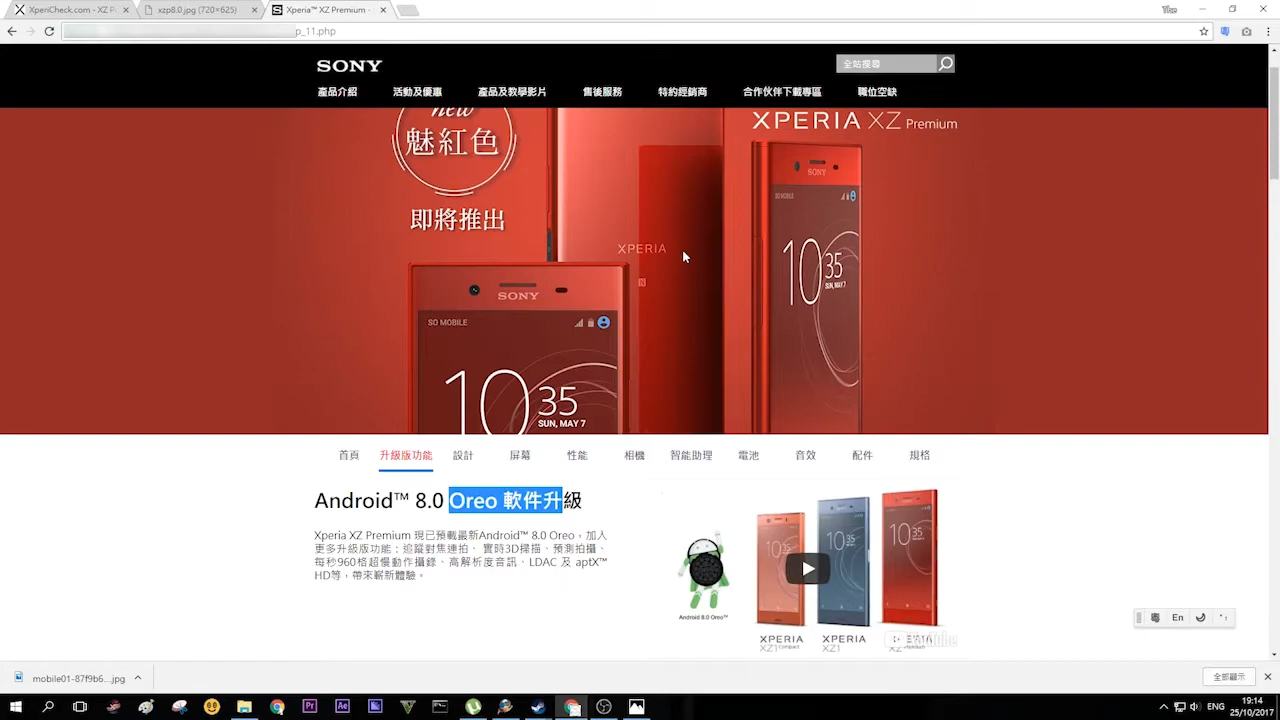 XperiCheck.com - XZ P
xzp8.0.jpg (720×625)
Xperia™ XZ Premium -
p_11.php
SONY
全站搜尋
產品介紹
活動及優惠
產品及教學影片
售後服務
特約經銷商
合作伙伴下載專區
職位空缺
new
魅紅色
即將推出
XPERIA XZ Premium
XPERIA
SONY
SO MOBILE
10 35
SUN, MAY 7
SONY
SO MOBILE
10 35
SUN, MAY 7
首頁
升級版功能
設計
屏幕
性能
相機
智能助理
電池
音效
配件
規格
Android™ 8.0 Oreo 軟件升級
Xperia XZ Premium 現已預載最新Android™ 8.0 Oreo，加入
更多升級版功能：追蹤對焦連拍、 實時3D掃描、預測拍攝、
每秒960格超慢動作攝錄、高解析度音訊、LDAC 及 aptX™
HD等，帶來嶄新體驗。
Android 8.0 Oreo™
XPERIA
XZ1 Compact
XPERIA
XZ1
YouTube
En
mobile01-87f9b6....jpg
全部顯示
Pr
Ae
ENG
19:14
25/10/2017